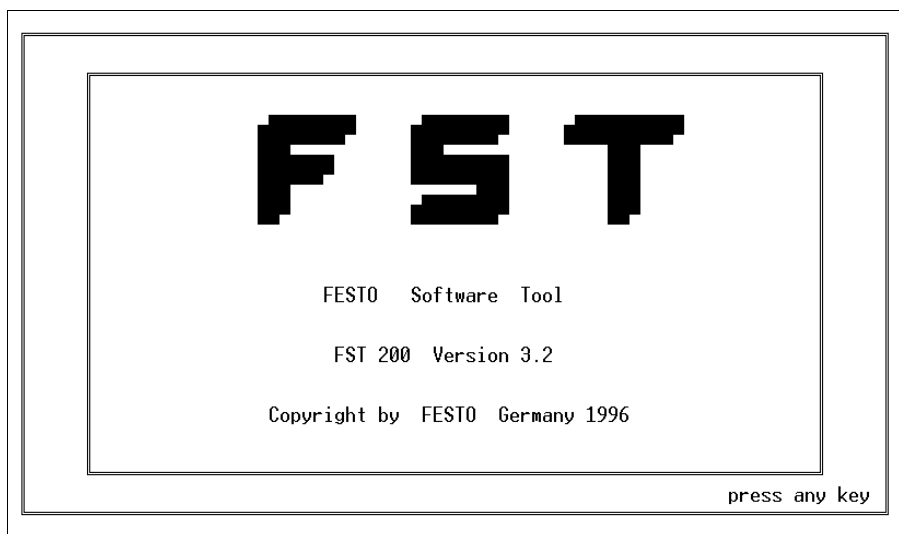 FST
FESTO Software Tool
FST 200 Version 3.2
Copyright by FESTO Germany 1996
press any key